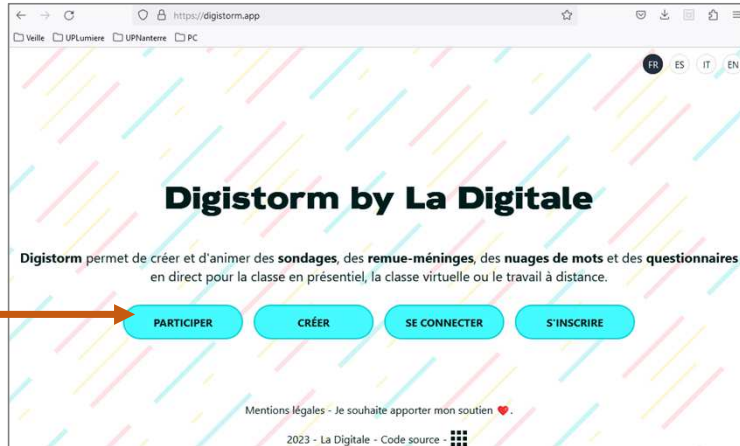 https://digistorm.app
Veille UPLumiere UPNanterre PC
FR ES IT EN
Digistorm by La Digitale
Digistorm permet de créer et d'animer des sondages, des remue-méninges, des nuages de mots et des questionnaires
en direct pour la classe en présentiel, la classe virtuelle ou le travail à distance.
PARTICIPER CRÉER SE CONNECTER S'INSCRIRE
Mentions légales - Je souhaite apporter mon soutien ❤️.
2023 - La Digitale - Code source -